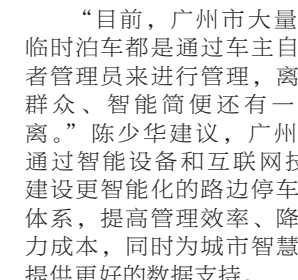 “目前，广州市大量
临时泊车都是通过车主自
者管理员来进行管理，离
群众、智能简便还有一
离。”陈少华建议，广州
通过智能设备和互联网技
建设更智能化的路边停车
体系，提高管理效率、降
力成本，同时为城市智慧
提供更好的数据支持。